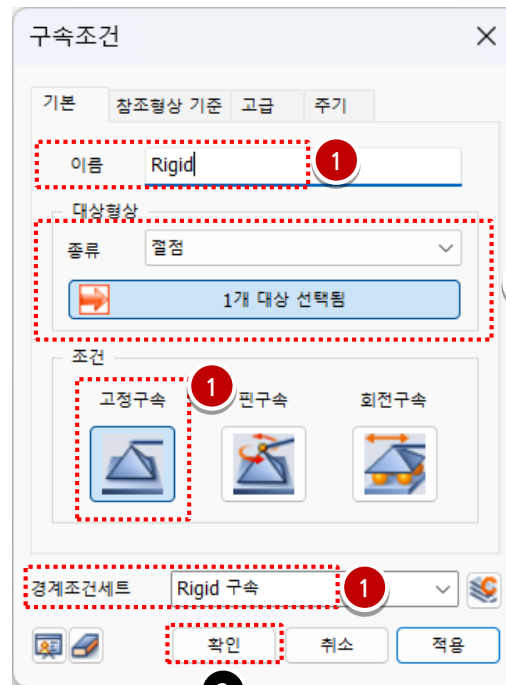 구속조건
기본 참조형상 기준 고급 주기
이름 Rigid 1
대상형상
종류 절점
1개 대상 선택됨
조건
고정구속 1 핀구속 회전구속
경계조건세트 Rigid 구속 1
확인 취소 적용